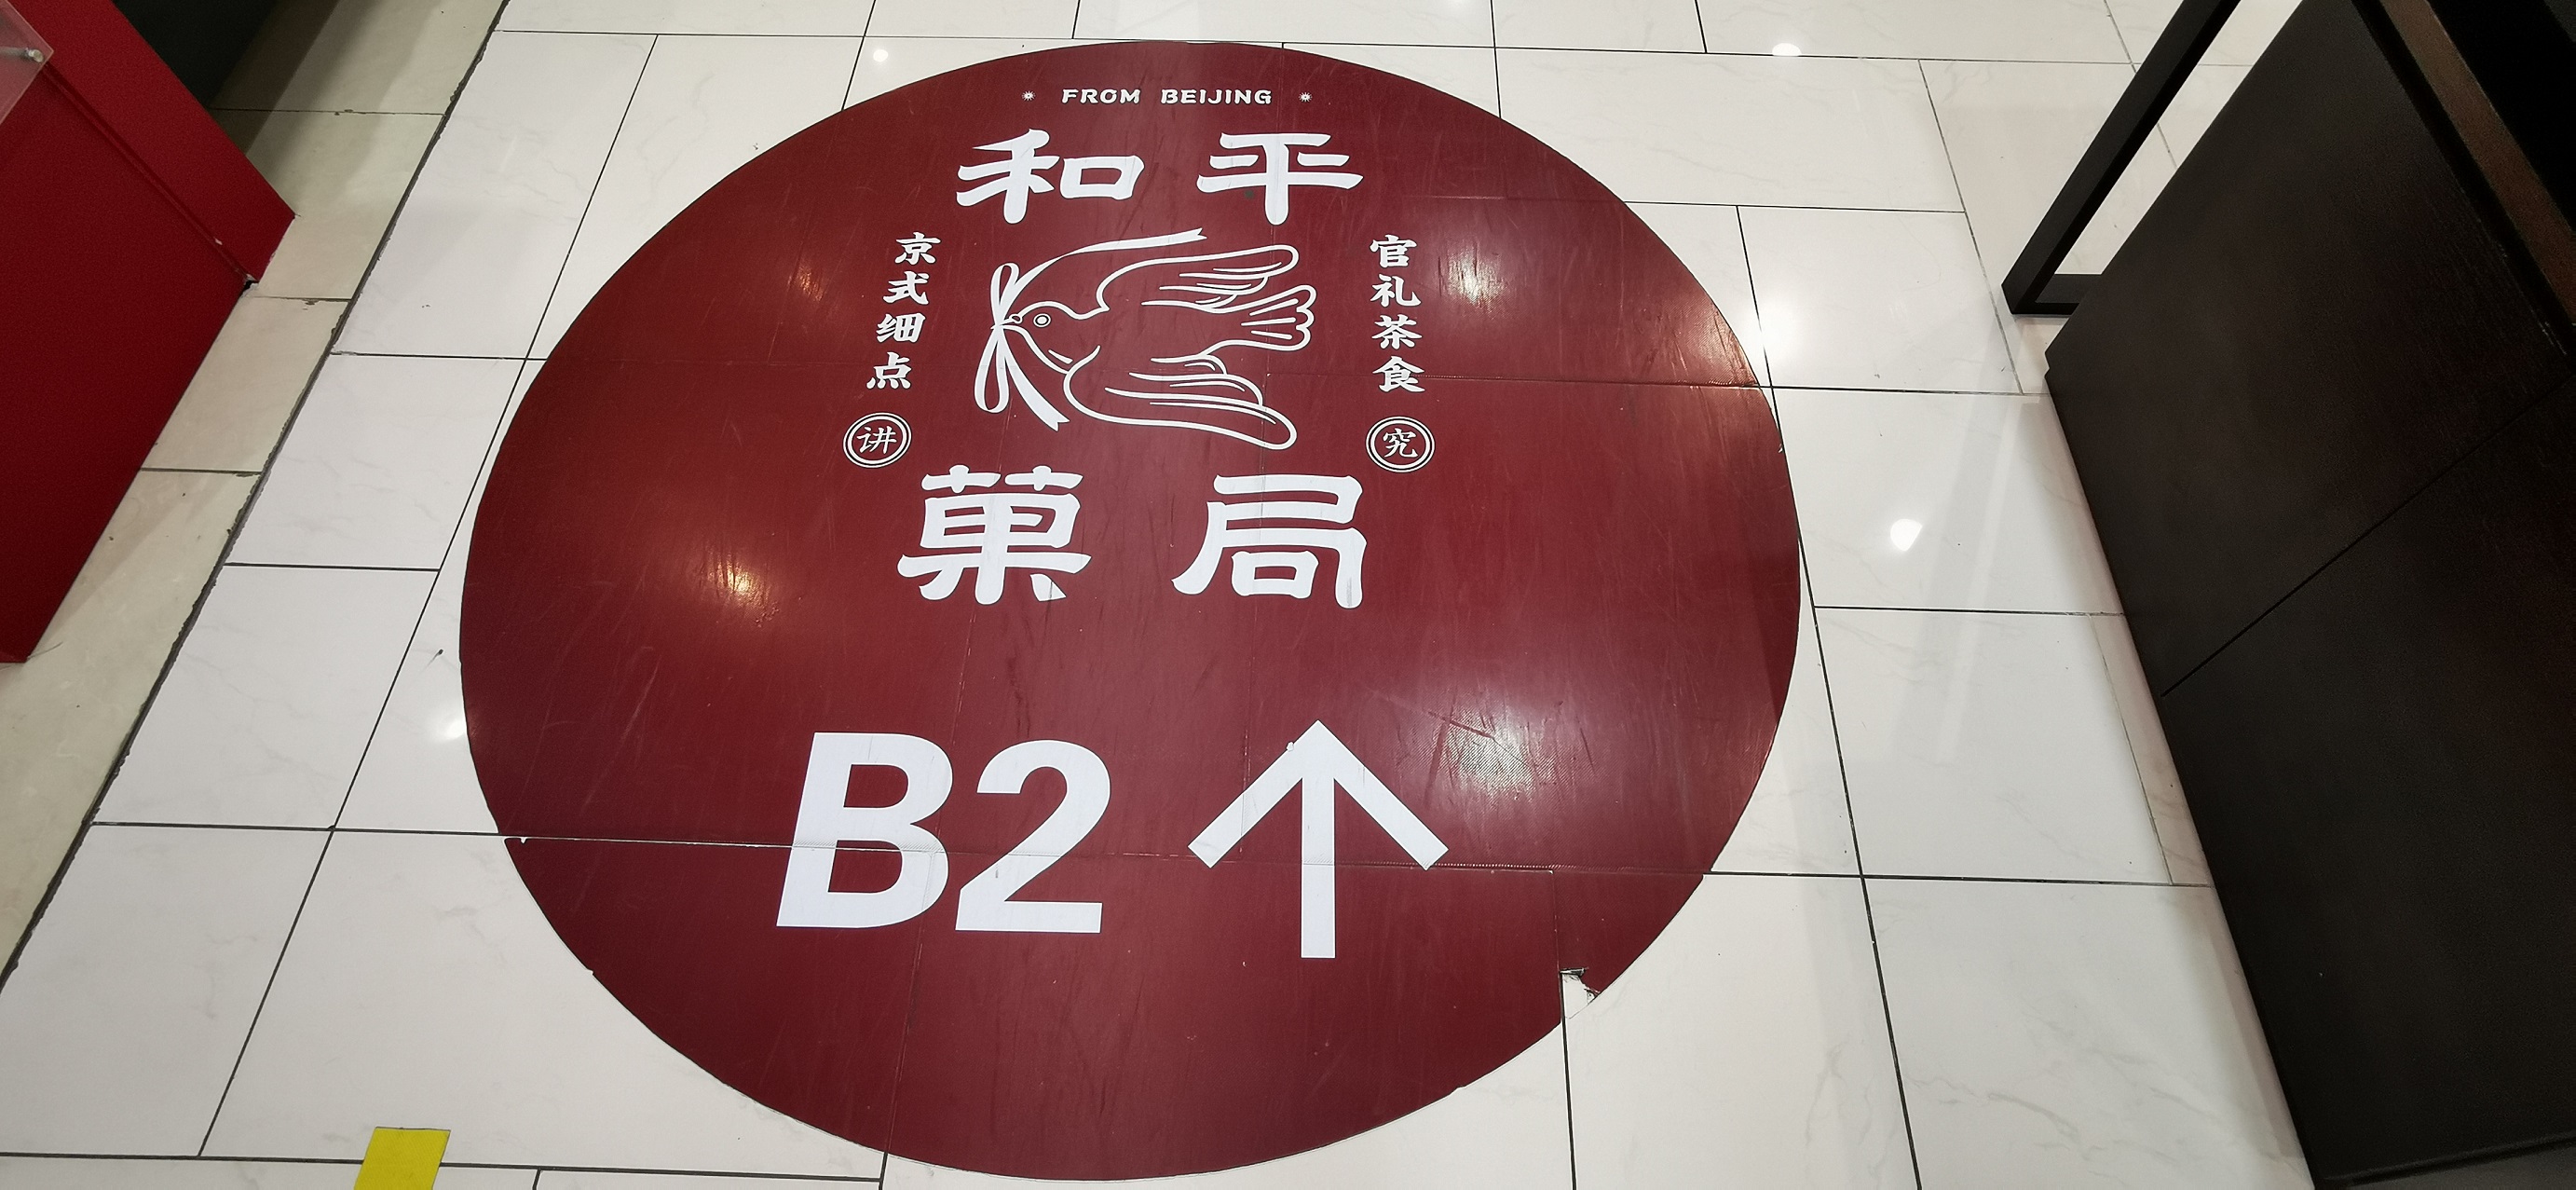 FROM BEIJING
和平
京式细点
讲
官礼茶食
究
菓局
B2↑